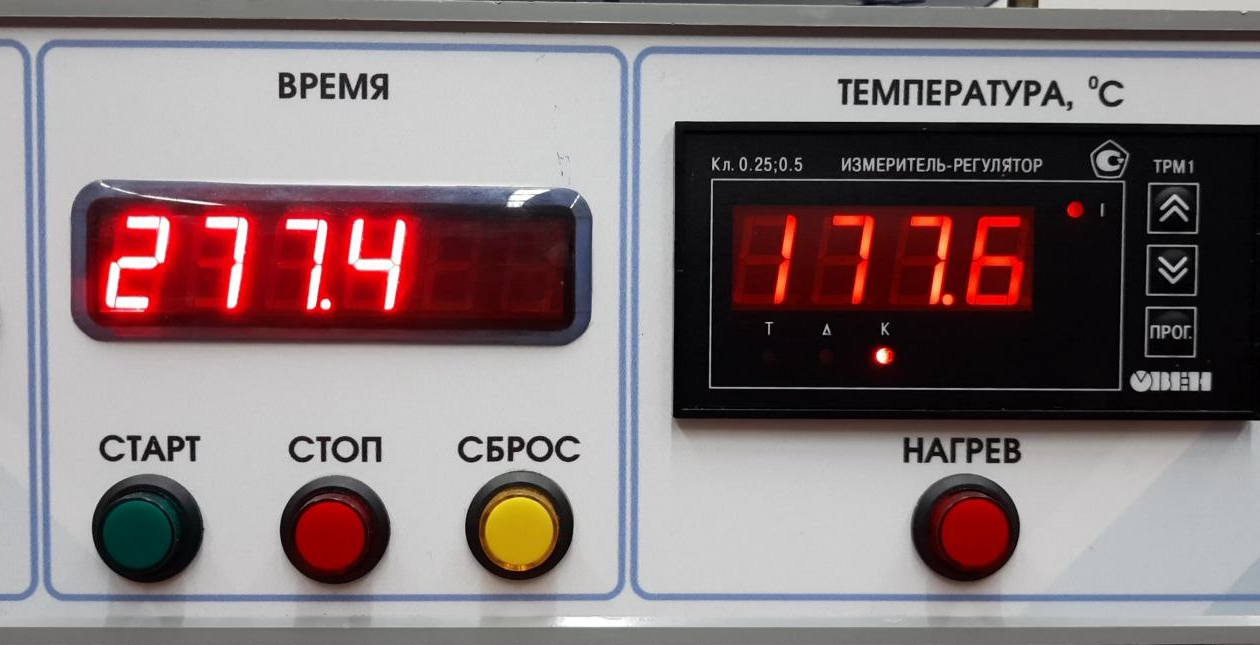 ВРЕМЯ
277.4
СТАРТ СТОП СБРОС
ТЕМПЕРАТУРА, ⁰С
Кл. 0.25;0.5 ИЗМЕРИТЕЛЬ-РЕГУЛЯТОР ТРМ1
177.6 I
Т Δ К
ПРОГ.
ОВЕН
НАГРЕВ